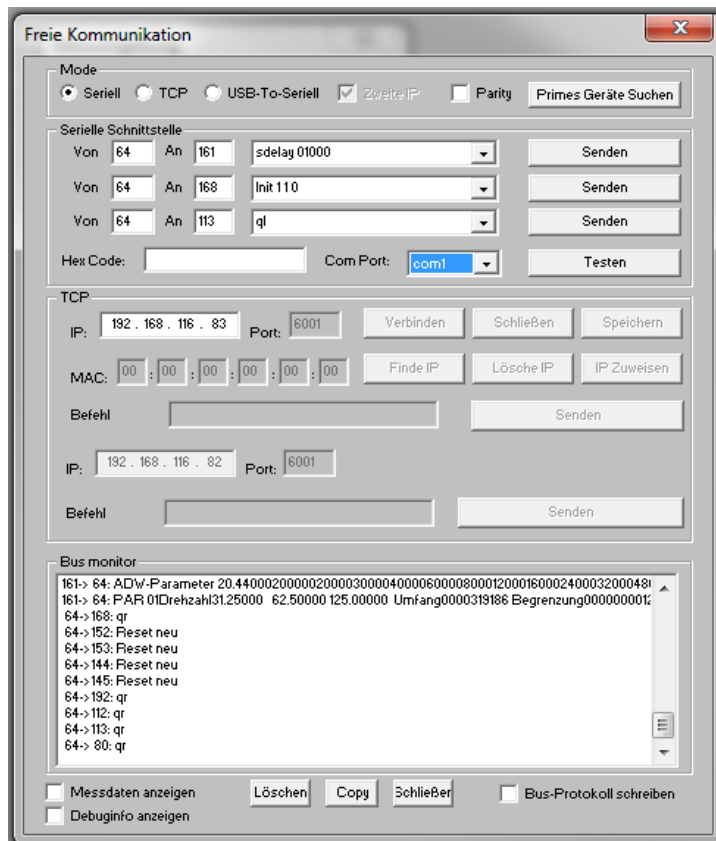 Freie Kommunikation
Mode
Seriell TCP USB-To-Seriell Zweite IP Parity Primes Geräte Suchen
Serielle Schnittstelle
Von 64 An 161 sdelay 01000 Senden
Von 64 An 168 Init 110 Senden
Von 64 An 113 ql Senden
Hex Code: Com Port: com1 Testen
TCP
IP: 192 . 168 . 116 . 83 Port: 6001 Verbinden Schließen Speichern
MAC: 00 : 00 : 00 : 00 : 00 : 00 Finde IP Lösche IP IP Zuweisen
Befehl Senden
IP: 192 . 168 . 116 . 82 Port: 6001
Befehl Senden
Bus monitor
161-> 64: ADW-Parameter 20.4400020000020000300004000060000800012000160002400032000480
161-> 64: PAR 01Drehzahl31.25000 62.50000 125.00000 Umfang0000319186 Begrenzung0000000012
64->168: qr
64->152: Reset neu
64->153: Reset neu
64->144: Reset neu
64->145: Reset neu
64->192: qr
64->112: qr
64->113: qr
64-> 80: qr
Messdaten anzeigen Löschen Copy Schließer Bus-Protokoll schreiben
Debuginfo anzeigen